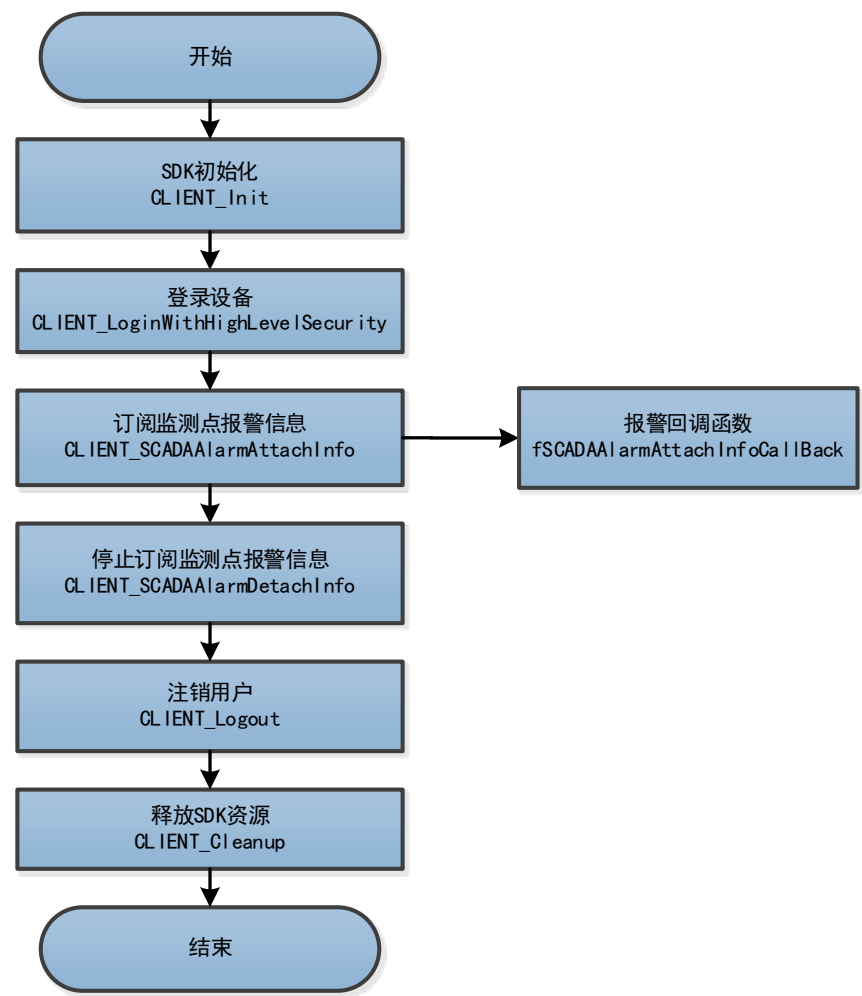 开始
SDK初始化
CLIENT_Init
登录设备
CLIENT_LoginWithHighLevelSecurity
订阅监测点报警信息
CLIENT_SCADAAlarmAttachInfo
报警回调函数
fSCADAAlarmAttachInfoCallBack
停止订阅监测点报警信息
CLIENT_SCADAAlarmDetachInfo
注销用户
CLIENT_Logout
释放SDK资源
CLIENT_Cleanup
结束